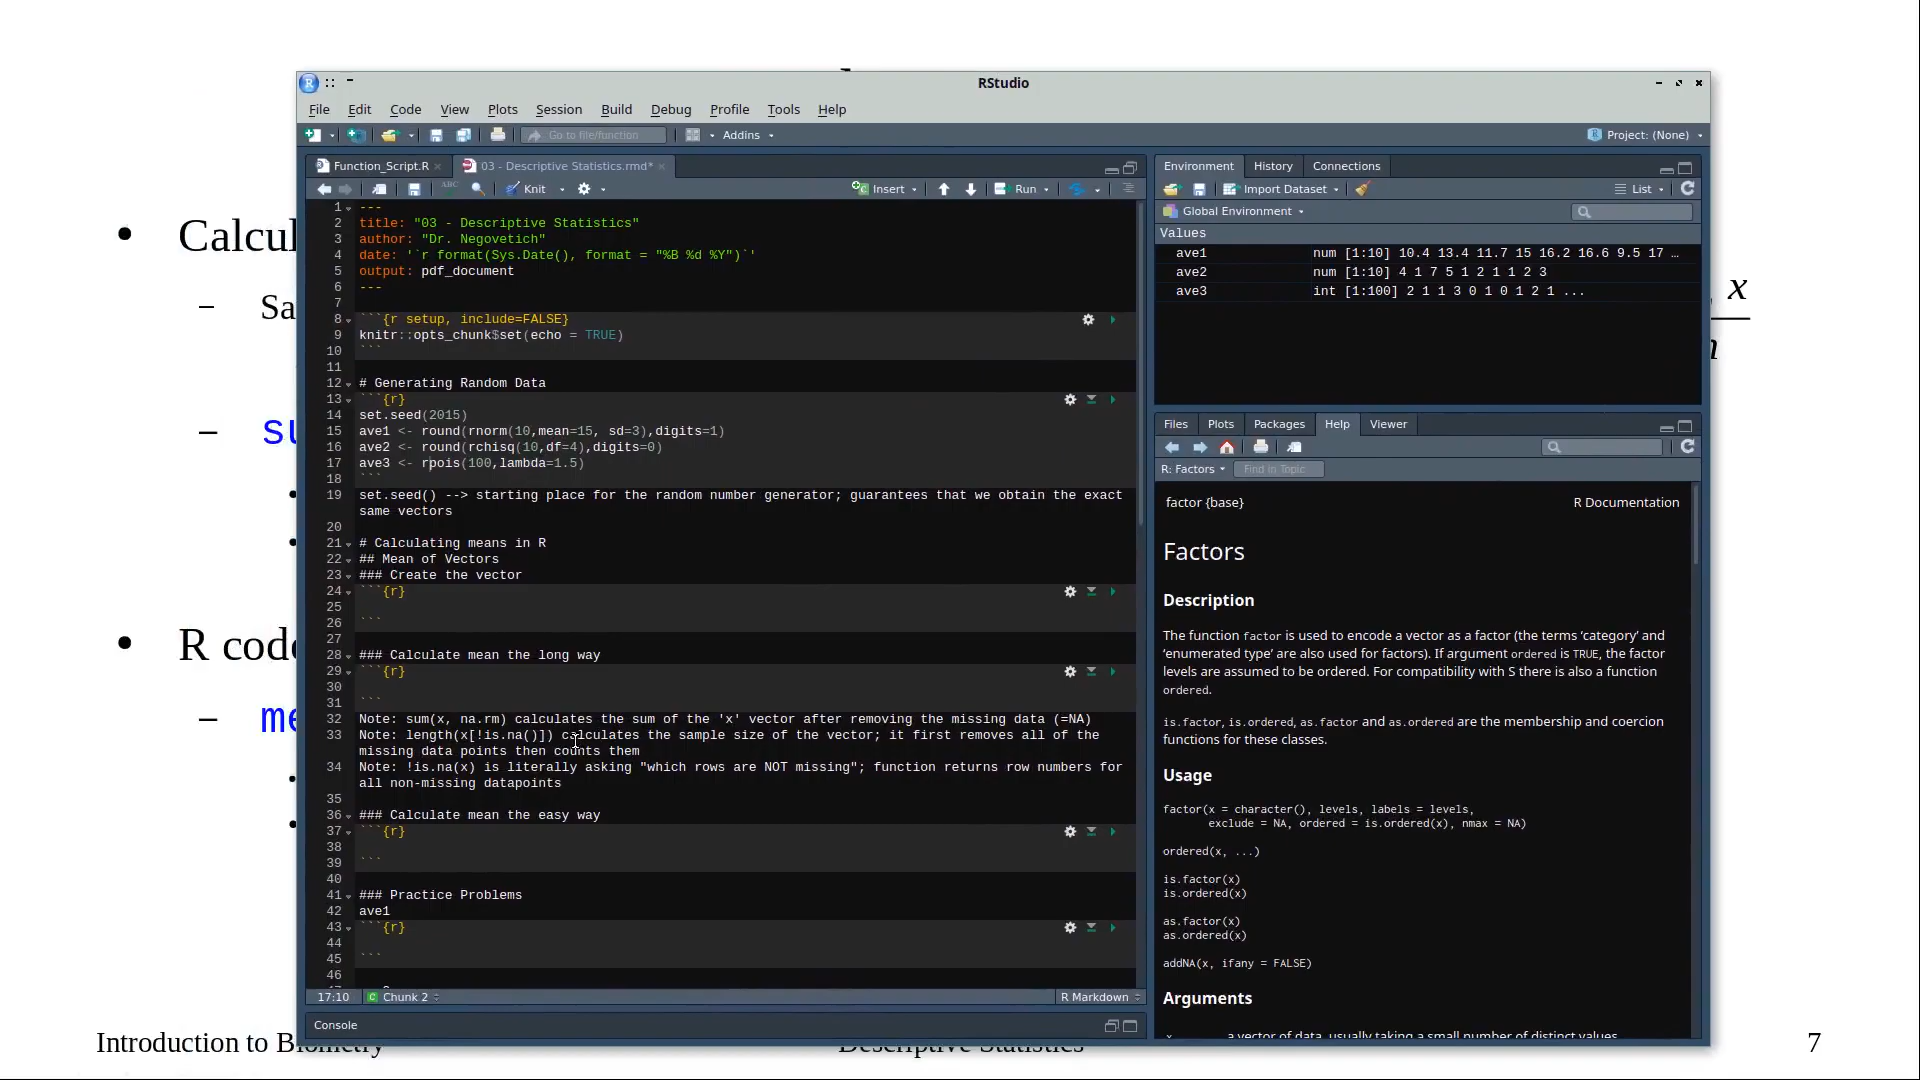 RStudio
File Edit Code View Plots Session Build Debug Profile Tools Help
Go to file/function Addins Project: (None)
Function_Script.R 03 - Descriptive Statistics.rmd*
ABC Knit Insert Run
1 ---
2 title: "03 - Descriptive Statistics"
3 author: "Dr. Negovetich"
4 date: '`r format(Sys.Date(), format = "%B %d %Y")`'
5 output: pdf_document
6 ---
7
8 ```{r setup, include=FALSE}
9 knitr::opts_chunk$set(echo = TRUE)
10 ```
11
12 # Generating Random Data
13 ```{r}
14 set.seed(2015)
15 ave1 <- round(rnorm(10,mean=15, sd=3),digits=1)
16 ave2 <- round(rchisq(10,df=4),digits=0)
17 ave3 <- rpois(100,lambda=1.5)
18 ```
19 set.seed() --> starting place for the random number generator; guarantees that we obtain the exact
same vectors
20
21 # Calculating means in R
22 ## Mean of Vectors
23 ### Create the vector
24 ```{r}
25
26 ```
27
28 ### Calculate mean the long way
29 ```{r}
30
31 ```
32 Note: sum(x, na.rm) calculates the sum of the 'x' vector after removing the missing data (=NA)
33 Note: length(x[!is.na()]) calculates the sample size of the vector; it first removes all of the
missing data points then counts them
34 Note: !is.na(x) is literally asking "which rows are NOT missing"; function returns row numbers for
all non-missing datapoints
35
36 ### Calculate mean the easy way
37 ```{r}
38
39 ```
40
41 ### Practice Problems
42 ave1
43 ```{r}
44
45 ```
46
17:10 Chunk 2 R Markdown
Console
Environment History Connections
Import Dataset List
Global Environment
Values
ave1 num [1:10] 10.4 13.4 11.7 15 16.2 16.6 9.5 17 …
ave2 num [1:10] 4 1 7 5 1 2 1 1 2 3
ave3 int [1:100] 2 1 1 3 0 1 0 1 2 1 ...
Files Plots Packages Help Viewer
R: Factors Find in Topic
factor {base} R Documentation
Factors
Description
The function factor is used to encode a vector as a factor (the terms ‘category’ and
‘enumerated type’ are also used for factors). If argument ordered is TRUE, the factor
levels are assumed to be ordered. For compatibility with S there is also a function
ordered.
is.factor, is.ordered, as.factor and as.ordered are the membership and coercion
functions for these classes.
Usage
factor(x = character(), levels, labels = levels,
exclude = NA, ordered = is.ordered(x), nmax = NA)
ordered(x, ...)
is.factor(x)
is.ordered(x)
as.factor(x)
as.ordered(x)
addNA(x, ifany = FALSE)
Arguments
x a vector of data, usually taking a small number of distinct values
• Calcul
– Sa
x
n
– su
• R code
– me
Introduction to Biometry Descriptive Statistics 7